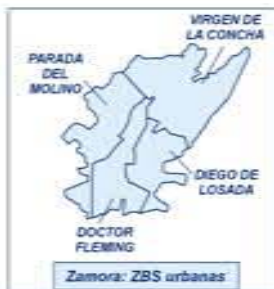 VIRGEN DE
LA CONCHA
PARADA
DEL
MOLINO
DIEGO DE
LOSADA
DOCTOR
FLEMING
Zamora: ZBS urbanas